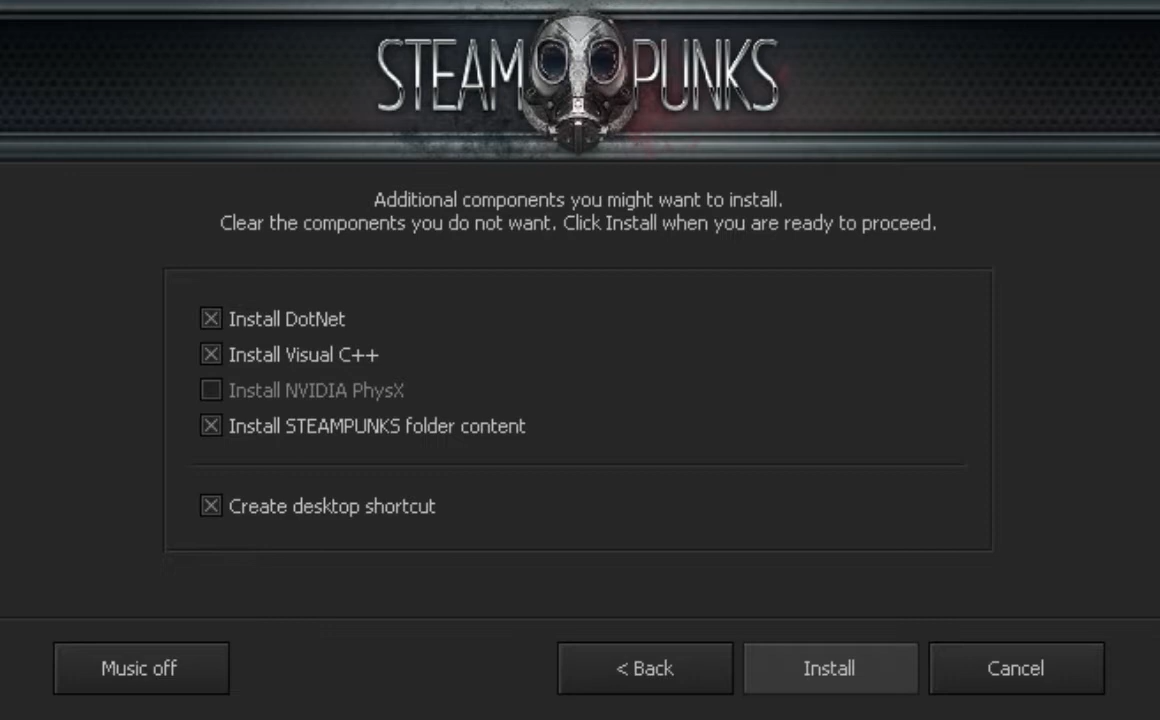 STEAMPUNKS
Additional components you might want to install.
Clear the components you do not want. Click Install when you are ready to proceed.
Install DotNet
Install Visual C++
Install NVIDIA PhysX
Install STEAMPUNKS folder content
Create desktop shortcut
Music off
< Back
Install
Cancel